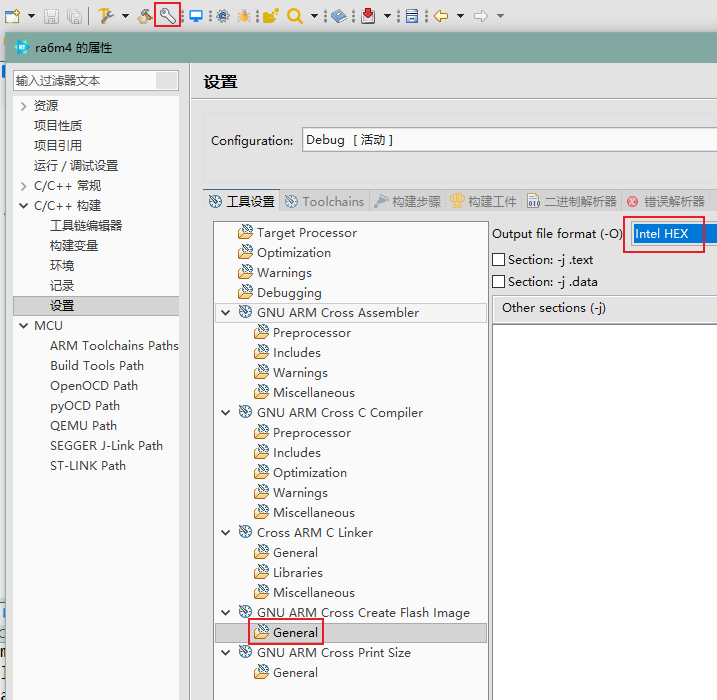 ra6m4 的属性
输入过滤器文本
资源
项目性质
项目引用
运行 / 调试设置
C/C++ 常规
C/C++ 构建
工具链编辑器
构建变量
环境
记录
设置
MCU
ARM Toolchains Paths
Build Tools Path
OpenOCD Path
pyOCD Path
QEMU Path
SEGGER J-Link Path
ST-LINK Path
设置
Configuration:
Debug [ 活动 ]
工具设置
Toolchains
构建步骤
构建工件
二进制解析器
错误解析器
Target Processor
Optimization
Warnings
Debugging
GNU ARM Cross Assembler
Preprocessor
Includes
Warnings
Miscellaneous
GNU ARM Cross C Compiler
Preprocessor
Includes
Optimization
Warnings
Miscellaneous
Cross ARM C Linker
General
Libraries
Miscellaneous
GNU ARM Cross Create Flash Image
General
GNU ARM Cross Print Size
General
Output file format (-O)
Intel HEX
Section: -j .text
Section: -j .data
Other sections (-j)